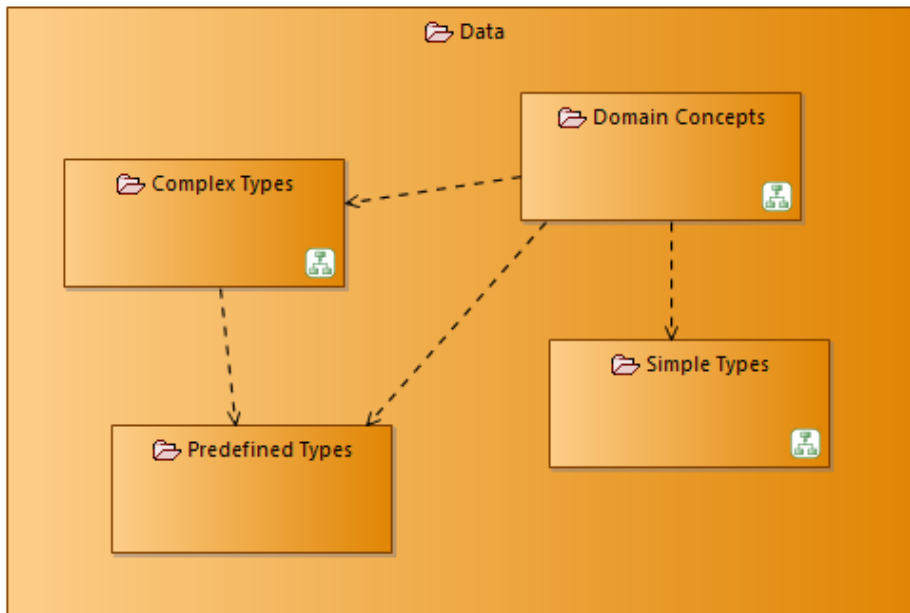 Data
Domain Concepts
Complex Types
Simple Types
Predefined Types